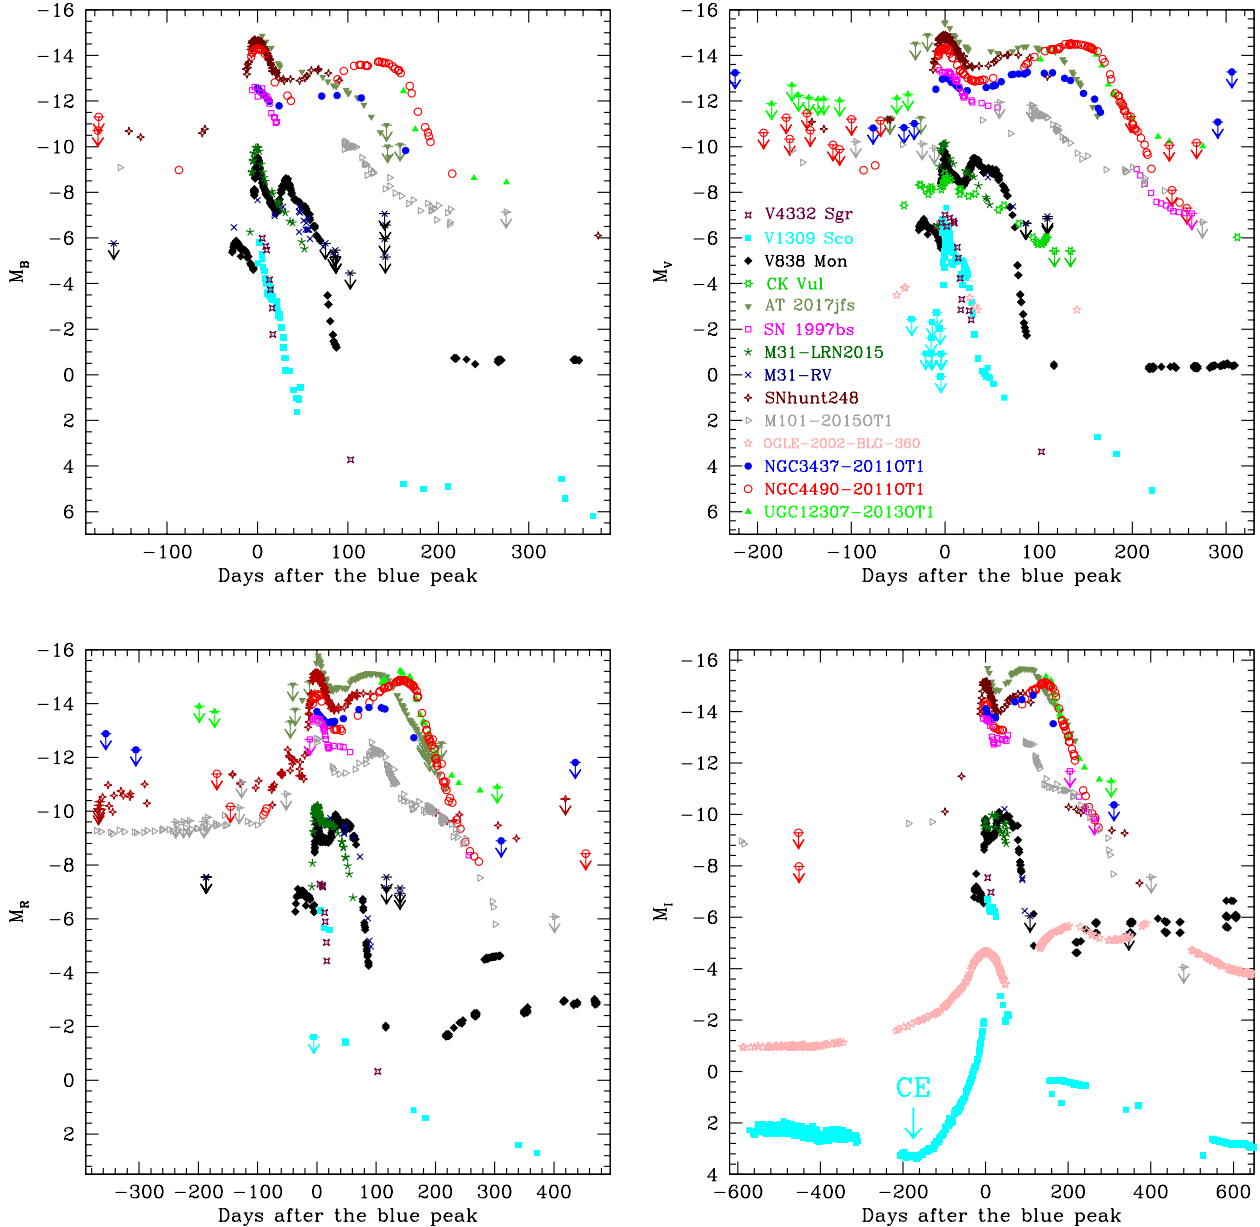 −16
−14
−12
−10
−8
−6
−4
−2
0
2
4
6
M_B
−100 0 100 200 300
Days after the blue peak
−16
−14
−12
−10
−8
−6
−4
−2
0
2
4
6
M_V
V4332 Sgr
V1309 Sco
V838 Mon
CK Vul
AT 2017jfs
SN 1997bs
M31−LRN2015
M31−RV
SNhunt248
M101−2015OT1
OGLE−2002−BLG−360
NGC3437−2011OT1
NGC4490−2011OT1
UGC12307−2013OT1
−200 −100 0 100 200 300
Days after the blue peak
−16
−14
−12
−10
−8
−6
−4
−2
0
2
M_R
−300 −200 −100 0 100 200 300 400
Days after the blue peak
−16
−14
−12
−10
−8
−6
−4
−2
0
2
4
M_I
CE
−600 −400 −200 0 200 400 600
Days after the blue peak